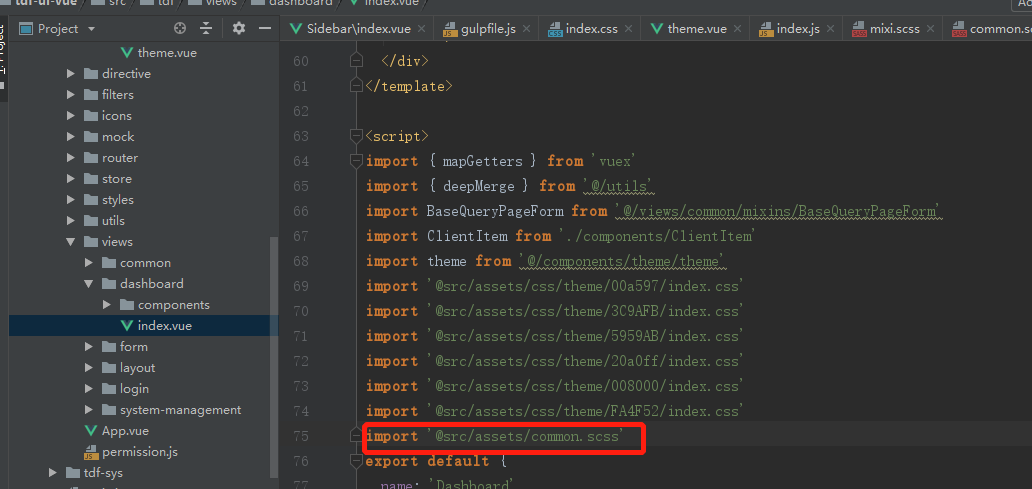 tdf-ui-vue src tdf views dashboard index.vue
Project
Project
theme.vue
directive
filters
icons
mock
router
store
styles
utils
views
common
dashboard
components
index.vue
form
layout
login
system-management
App.vue
permission.js
tdf-sys
Sidebar\index.vue gulpfile.js index.css theme.vue index.js mixi.scss common.sc
60 </div>
61 </template>
62
63 <script>
64 import { mapGetters } from 'vuex'
65 import { deepMerge } from '@/utils'
66 import BaseQueryPageForm from '@/views/common/mixins/BaseQueryPageForm'
67 import ClientItem from './components/ClientItem'
68 import theme from '@/components/theme/theme'
69 import '@src/assets/css/theme/00a597/index.css'
70 import '@src/assets/css/theme/3C9AFB/index.css'
71 import '@src/assets/css/theme/5959AB/index.css'
72 import '@src/assets/css/theme/20a0ff/index.css'
73 import '@src/assets/css/theme/008000/index.css'
74 import '@src/assets/css/theme/FA4F52/index.css'
75 import '@src/assets/common.scss'
76 export default {
77 name: 'Dashboard'